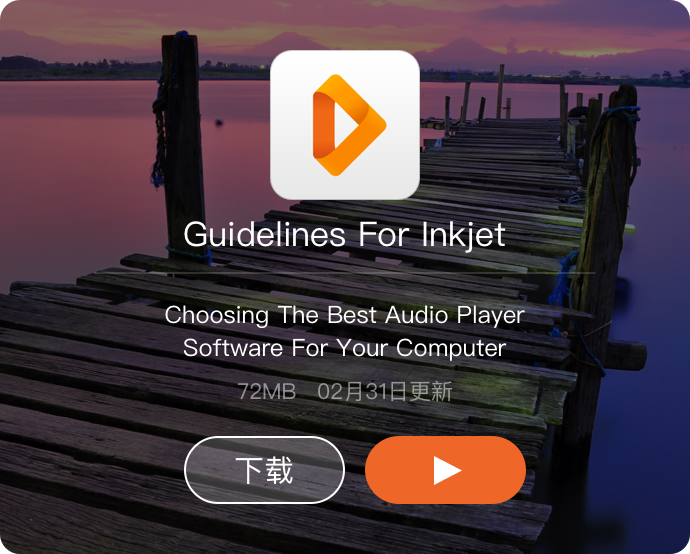 Guidelines For Inkjet
Choosing The Best Audio Player
Software For Your Computer
72MB 02月31日更新
下载